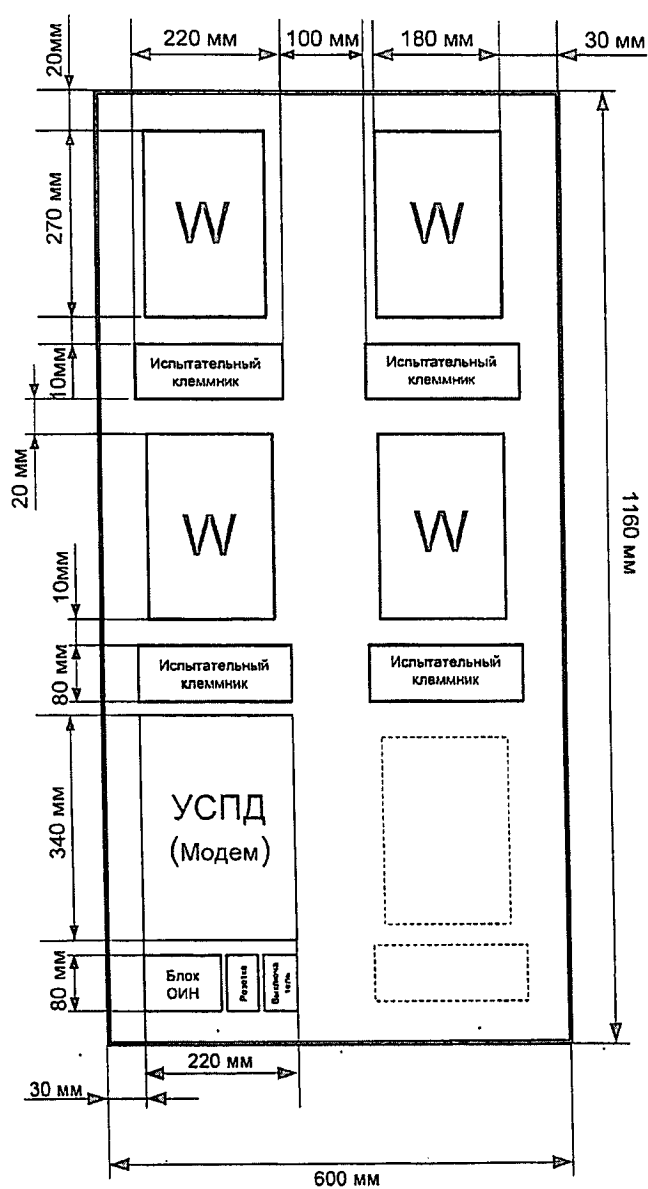 20мм
220 мм
100 мм
180 мм
30 мм
270 мм
W
W
10мм
Испытательный
клеммник
Испытательный
клеммник
20 мм
W
W
1160 мм
10мм
80 мм
Испытательный
клеммник
Испытательный
клеммник
340 мм
УСПД
(Модем)
80 мм
Блок
ОИН
Розетка
Выключа
тель
220 мм
30 мм
600 мм